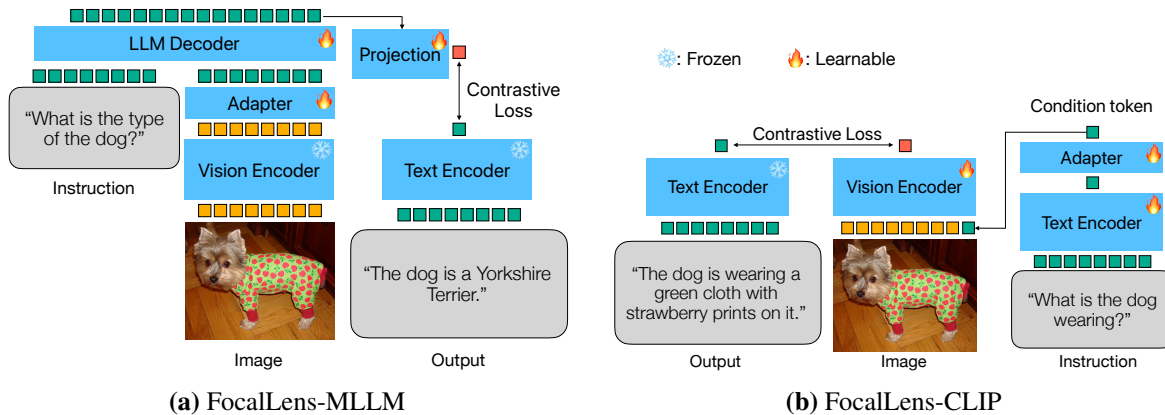 LLM Decoder
Projection
Contrastive
Loss
“What is the type
of the dog?”
Instruction
Adapter
Vision Encoder
Image
Text Encoder
“The dog is a Yorkshire
Terrier.”
Output
(a) FocalLens-MLLM
: Frozen
: Learnable
Contrastive Loss
Text Encoder
“The dog is wearing a
green cloth with
strawberry prints on it.”
Output
Vision Encoder
Image
Condition token
Adapter
Text Encoder
“What is the dog
wearing?”
Instruction
(b) FocalLens-CLIP